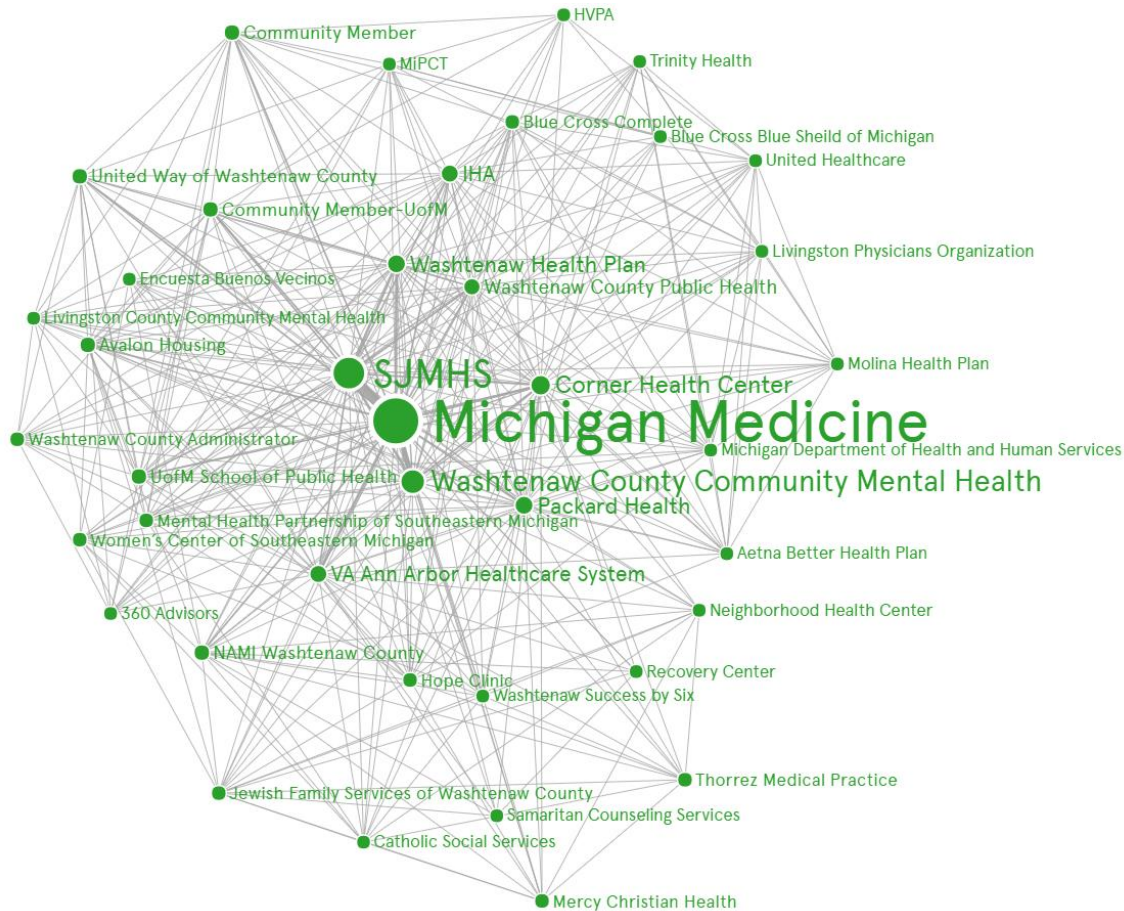 HVPA
Community Member
MiPCT
Trinity Health
Blue Cross Complete
Blue Cross Blue Sheild of Michigan
United Healthcare
IHA
United Way of Washtenaw County
Community Member-UofM
Livingston Physicians Organization
Washtenaw Health Plan
Encuesta Buenos Vecinos
Washtenaw County Public Health
Livingston County Community Mental Health
Avalon Housing
Molina Health Plan
SJMHS
Corner Health Center
Michigan Medicine
Washtenaw County Administrator
Michigan Department of Health and Human Services
UofM School of Public Health
Washtenaw County Community Mental Health
Packard Health
Mental Health Partnership of Southeastern Michigan
Women's Center of Southeastern Michigan
Aetna Better Health Plan
VA Ann Arbor Healthcare System
360 Advisors
Neighborhood Health Center
NAMI Washtenaw County
Recovery Center
Hope Clinic
Washtenaw Success by Six
Thorrez Medical Practice
Jewish Family Services of Washtenaw County
Samaritan Counseling Services
Catholic Social Services
Mercy Christian Health